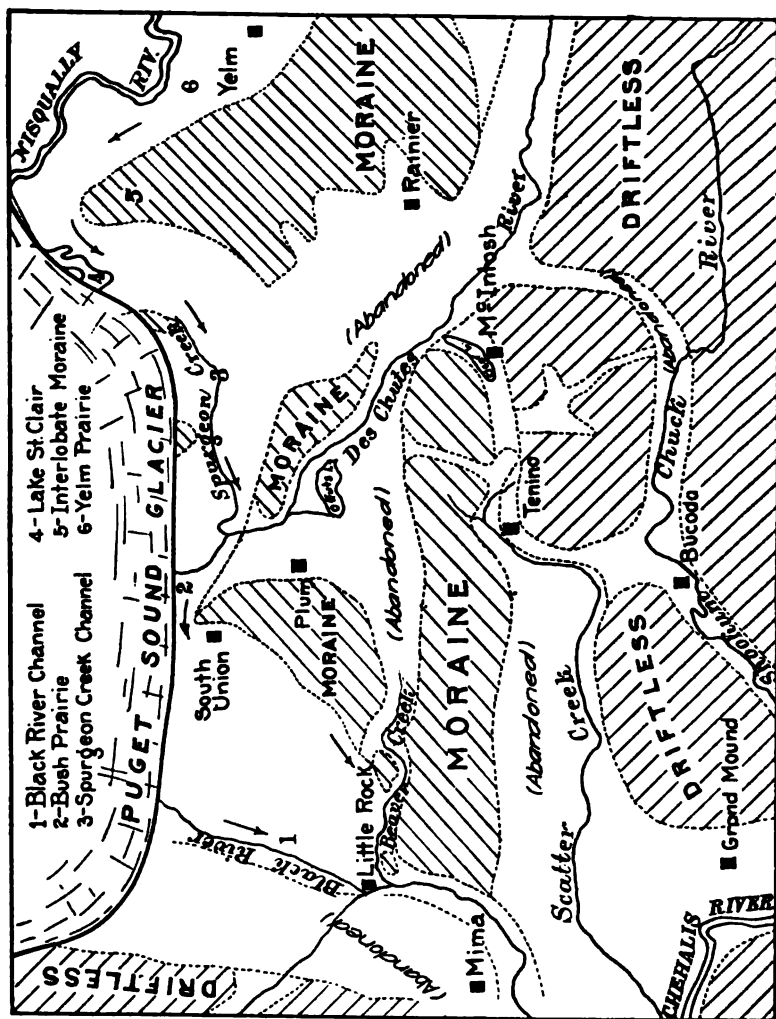 1-Black River Channel
2-Bush Prairie
3-Spurgeon Creek Channel
4-Lake St. Clair
5-Interlobate Moraine
6-Yelm Prairie
PUGET SOUND GLACIER
NISQUALLY RIV.
6
Yelm
5
4
MORAINE
Rainier
Spurgeon Creek
3
(Abandoned)
MORAINE
Des Chutes River
2
South Union
Plum
MORAINE
McIntosh
DRIFTLESS
DRIFTLESS
Black River
1
Little Rock
Beaver Creek
(Abandoned)
(Abandoned)
MORAINE
Tenino
Mima
(Abandoned)
Scatter Creek
Abandoned
Skookum Chuck River
Bucoda
DRIFTLESS
Grand Mound
CHEHALIS RIVER